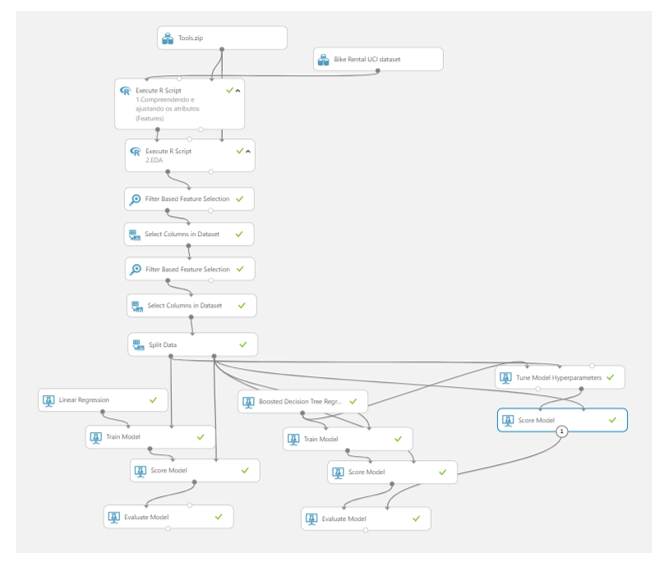 Tools.zip
Bike Rental UCI dataset
Execute R Script
1.Compreendendo e
ajustando os atributos
(Features)
Execute R Script
2.EDA
Filter Based Feature Selection
Select Columns in Dataset
Filter Based Feature Selection
Select Columns in Dataset
Split Data
Tune Model Hyperparameters
Linear Regression
Boosted Decision Tree Regr...
Score Model
1
Train Model
Train Model
Score Model
Score Model
Evaluate Model
Evaluate Model